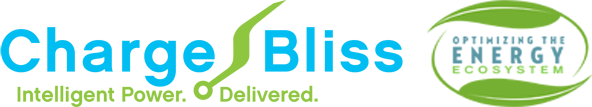 Charge Bliss
Intelligent Power. Delivered.
OPTIMIZING THE
ENERGY
ECOSYSTEM